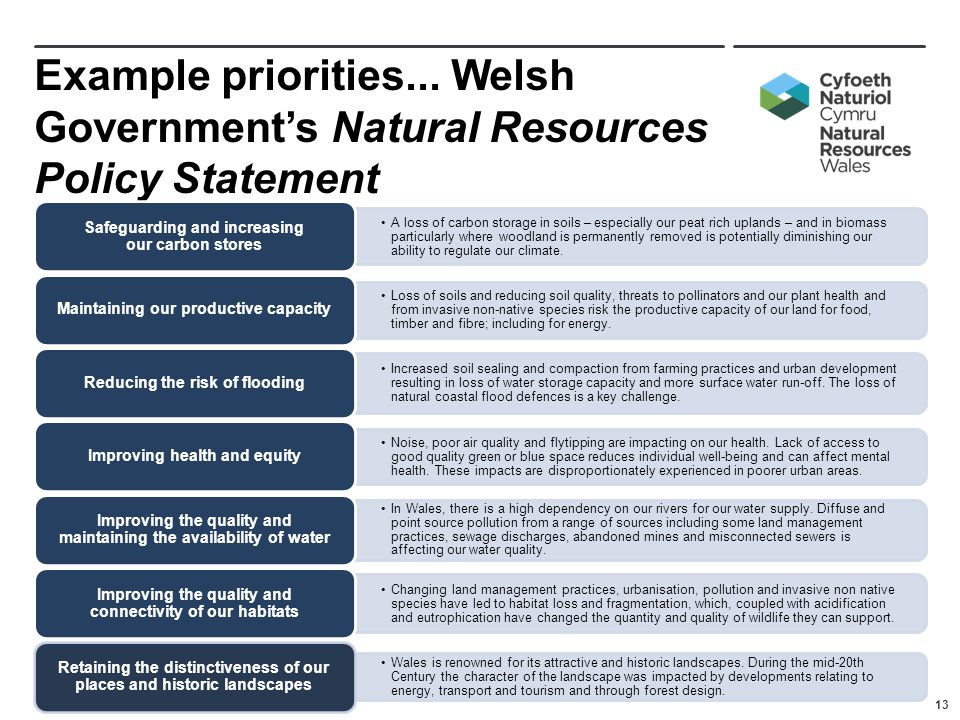 Example priorities... Welsh
Government's Natural Resources
Policy Statement
Cyfoeth
Naturiol
Cymru
Natural
Resources
Wales
Safeguarding and increasing
our carbon stores
• A loss of carbon storage in soils – especially our peat rich uplands – and in biomass
particularly where woodland is permanently removed is potentially diminishing our
ability to regulate our climate.
Maintaining our productive capacity
• Loss of soils and reducing soil quality, threats to pollinators and our plant health and
from invasive non-native species risk the productive capacity of our land for food,
timber and fibre; including for energy.
Reducing the risk of flooding
• Increased soil sealing and compaction from farming practices and urban development
resulting in loss of water storage capacity and more surface water run-off. The loss of
natural coastal flood defences is a key challenge.
Improving health and equity
• Noise, poor air quality and flytipping are impacting on our health. Lack of access to
good quality green or blue space reduces individual well-being and can affect mental
health. These impacts are disproportionately experienced in poorer urban areas.
Improving the quality and
maintaining the availability of water
• In Wales, there is a high dependency on our rivers for our water supply. Diffuse and
point source pollution from a range of sources including some land management
practices, sewage discharges, abandoned mines and misconnected sewers is
affecting our water quality.
Improving the quality and
connectivity of our habitats
• Changing land management practices, urbanisation, pollution and invasive non native
species have led to habitat loss and fragmentation, which, coupled with acidification
and eutrophication have changed the quantity and quality of wildlife they can support.
Retaining the distinctiveness of our
places and historic landscapes
• Wales is renowned for its attractive and historic landscapes. During the mid-20th
Century the character of the landscape was impacted by developments relating to
energy, transport and tourism and through forest design.
13